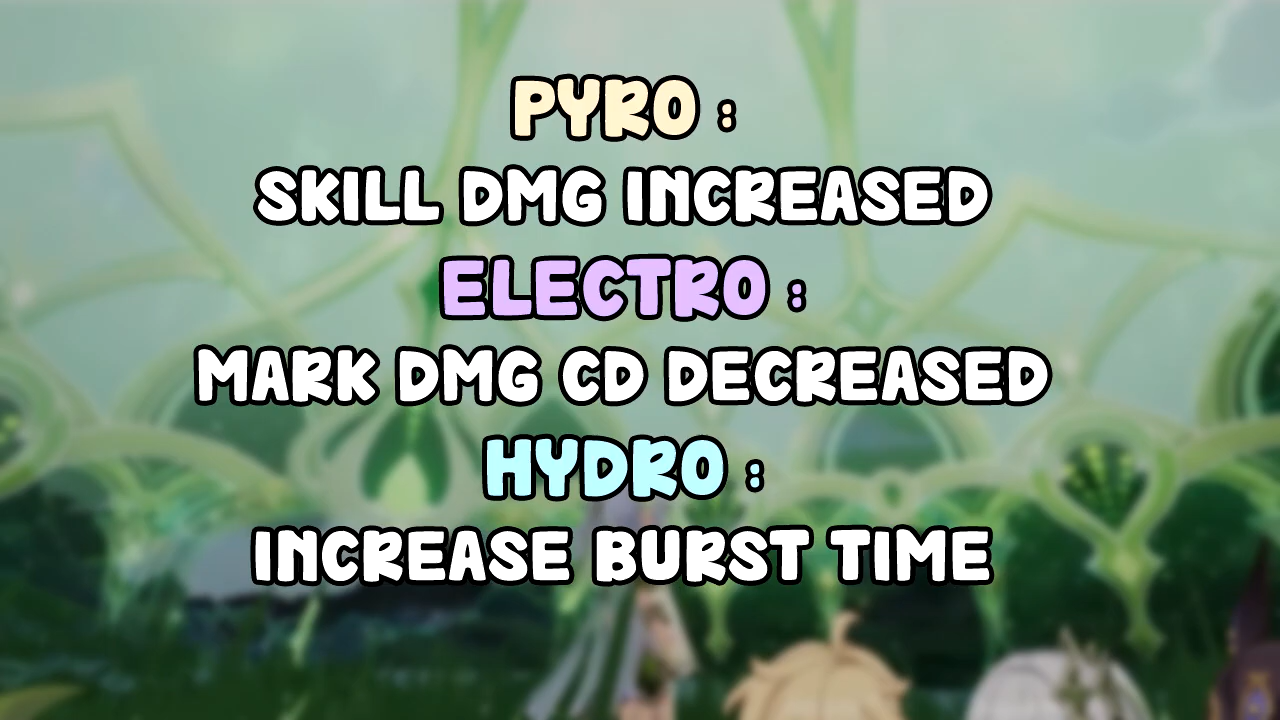 PYRO :
SKILL DMG INCREASED
ELECTRO :
MARK DMG CD DECREASED
HYDRO :
INCREASE BURST TIME